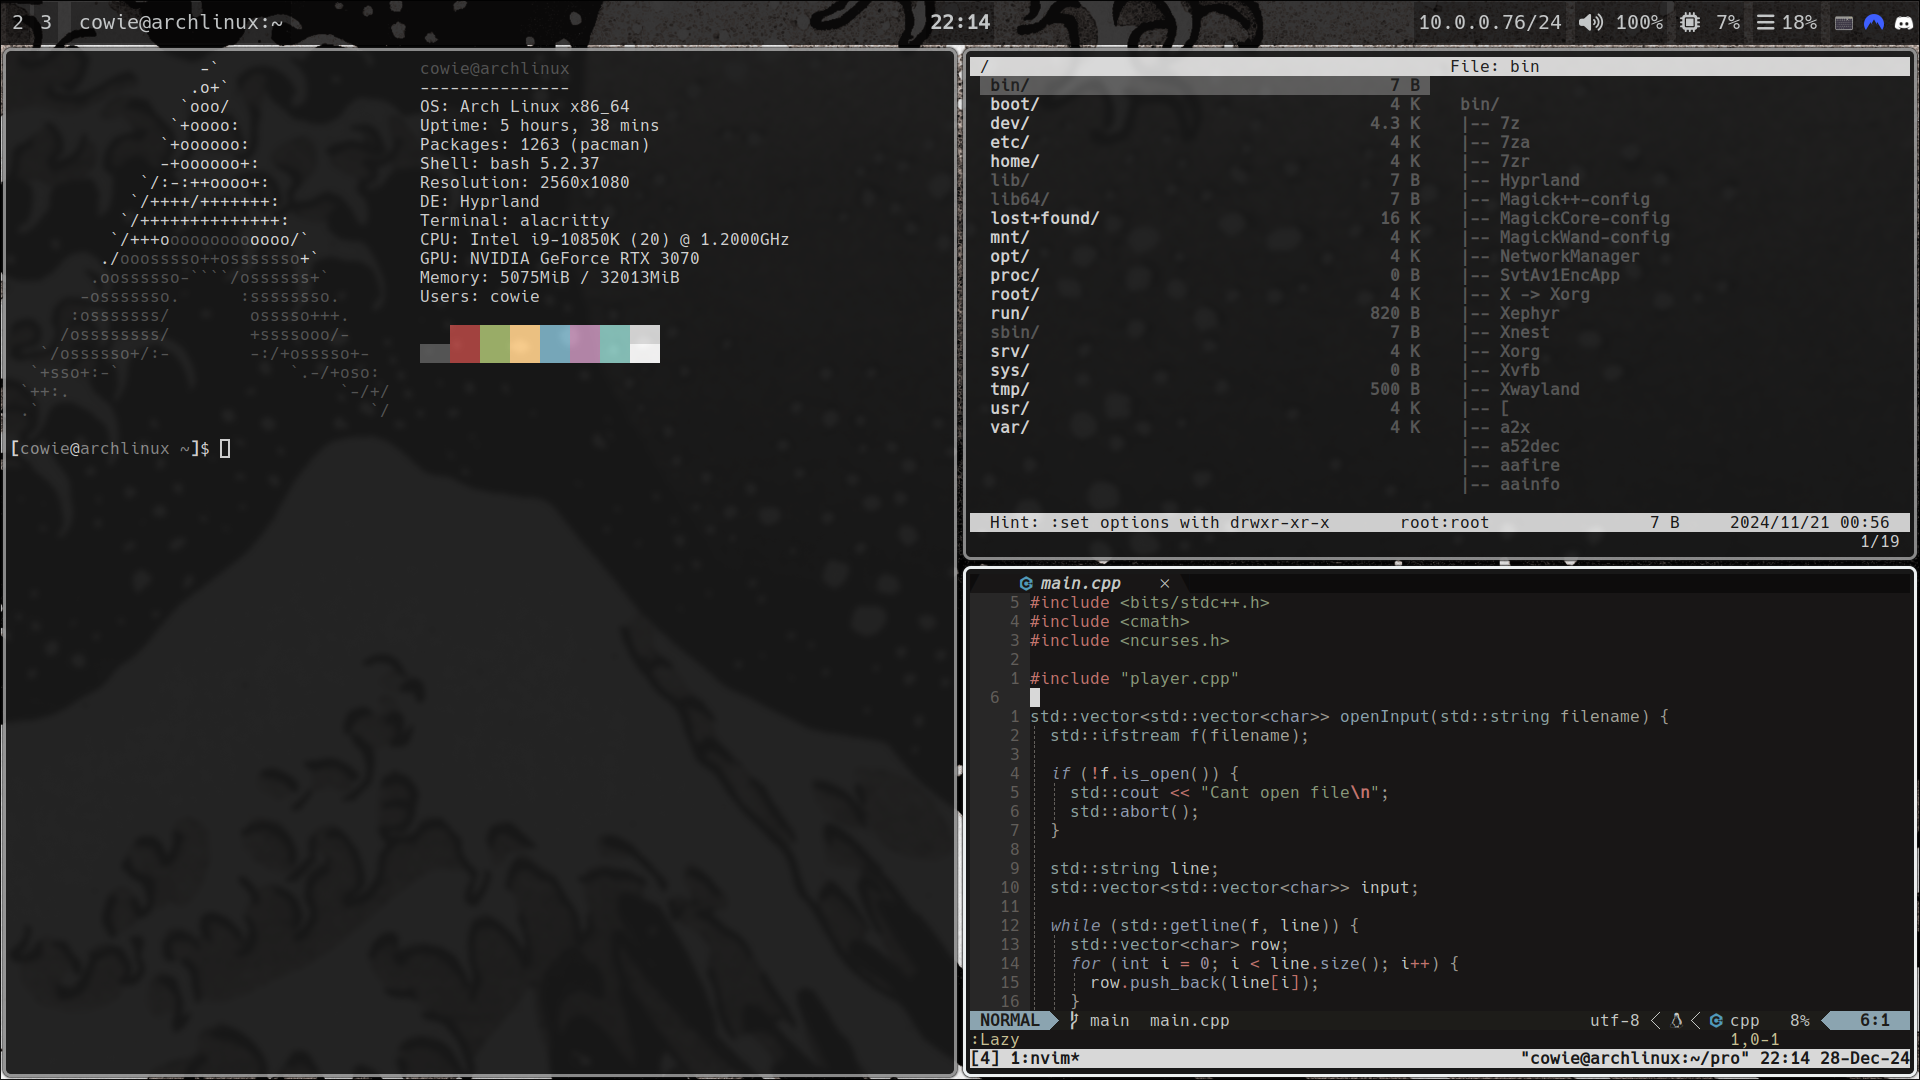 2 3 cowie@archlinux:~
22:14
10.0.0.76/24 100% 7% 18%
-`
.o+`
`ooo/
`+oooo:
`+oooooo:
-+oooooo+:
`/:-:++oooo+:
`/++++/+++++++:
`/++++++++++++++:
`/+++ooooooooooooo/`
./ooosssso++osssssso+`
.oossssso-````/ossssss+`
-osssssso.      :ssssssso.
:osssssss/        osssso+++.
/ossssssss/        +ssssooo/-
`/ossssso+/:-        -:/+osssso+-
`+sso+:-`                 `.-/+oso:
`++:.                           `-/+/
.`                                 `/
cowie@archlinux
---------------
OS: Arch Linux x86_64
Uptime: 5 hours, 38 mins
Packages: 1263 (pacman)
Shell: bash 5.2.37
Resolution: 2560x1080
DE: Hyprland
Terminal: alacritty
CPU: Intel i9-10850K (20) @ 1.2000GHz
GPU: NVIDIA GeForce RTX 3070
Memory: 5075MiB / 32013MiB
Users: cowie
[cowie@archlinux ~]$
/ File: bin
bin/ 7 B
boot/ 4 K
dev/ 4.3 K
etc/ 4 K
home/ 4 K
lib/ 7 B
lib64/ 7 B
lost+found/ 16 K
mnt/ 4 K
opt/ 4 K
proc/ 0 B
root/ 4 K
run/ 820 B
sbin/ 7 B
srv/ 4 K
sys/ 0 B
tmp/ 500 B
usr/ 4 K
var/ 4 K
bin/
|-- 7z
|-- 7za
|-- 7zr
|-- Hyprland
|-- Magick++-config
|-- MagickCore-config
|-- MagickWand-config
|-- NetworkManager
|-- SvtAv1EncApp
|-- X -> Xorg
|-- Xephyr
|-- Xnest
|-- Xorg
|-- Xvfb
|-- Xwayland
|-- [
|-- a2x
|-- a52dec
|-- aafire
|-- aainfo
Hint: :set options with drwxr-xr-x root:root 7 B 2024/11/21 00:56
1/19
main.cpp ×
5 #include <bits/stdc++.h>
4 #include <cmath>
3 #include <ncurses.h>
2
1 #include "player.cpp"
6
1 std::vector<std::vector<char>> openInput(std::string filename) {
2   std::ifstream f(filename);
3
4   if (!f.is_open()) {
5     std::cout << "Cant open file\n";
6     std::abort();
7   }
8
9   std::string line;
10   std::vector<std::vector<char>> input;
11
12   while (std::getline(f, line)) {
13     std::vector<char> row;
14     for (int i = 0; i < line.size(); i++) {
15       row.push_back(line[i]);
16     }
NORMAL main main.cpp utf-8 cpp 8% 6:1
:Lazy 1,0-1
[4] 1:nvim* "cowie@archlinux:~/pro" 22:14 28-Dec-24